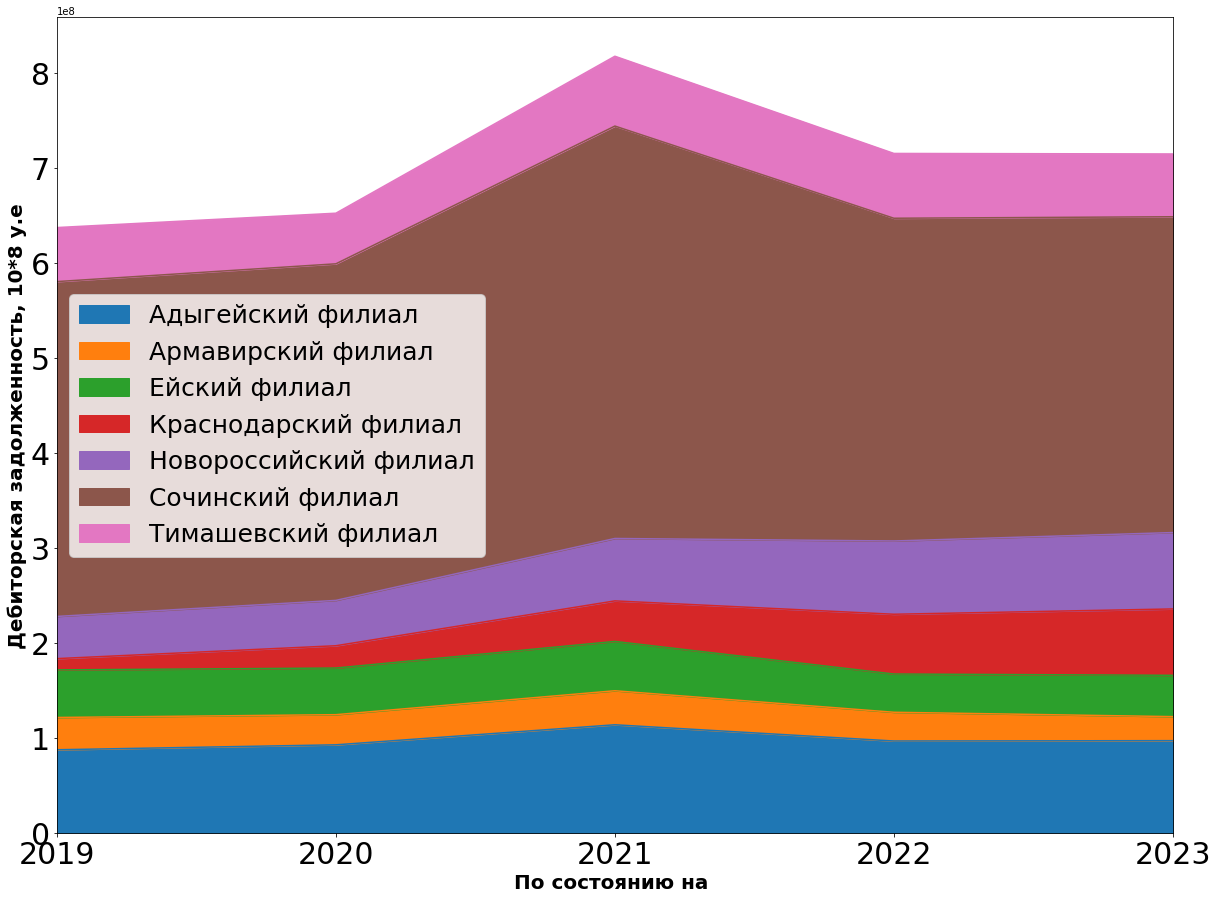 1e8
8
7
6
5
4
3
2
1
0
Дебиторская задолженность, 10*8 у.е
Адыгейский филиал
Армавирский филиал
Ейский филиал
Краснодарский филиал
Новороссийский филиал
Сочинский филиал
Тимашевский филиал
2019 2020 2021 2022 2023
По состоянию на